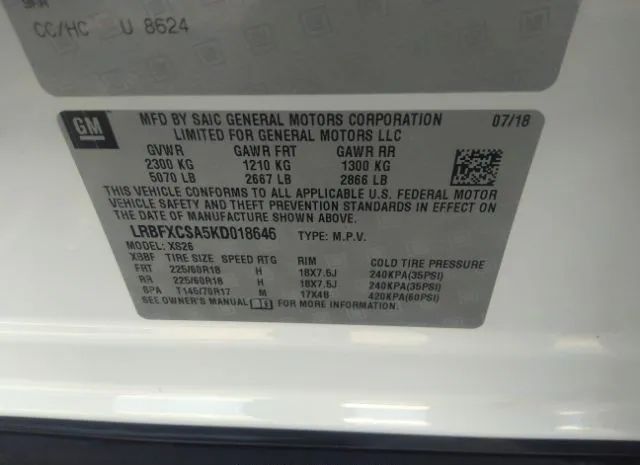 CC/HC U 8624
GM
MFD BY SAIC GENERAL MOTORS CORPORATION 07/18
LIMITED FOR GENERAL MOTORS LLC
GVWR GAWR FRT GAWR RR
2300 KG 1210 KG 1300 KG
5070 LB 2667 LB 2866 LB
THIS VEHICLE CONFORMS TO ALL APPLICABLE U.S. FEDERAL MOTOR
VEHICLE SAFETY AND THEFT PREVENTION STANDARDS IN EFFECT ON
THE DATE OF MANUFACTURE SHOWN ABOVE.
LRBFXCSA5KD018646 TYPE: M.P.V.
MODEL: XS26
XBBF TIRE SIZE SPEED RTG RIM COLD TIRE PRESSURE
FRT 225/60R18 H 18X7.5J 240KPA(35PSI)
RR 225/60R18 H 18X7.5J 240KPA(35PSI)
SPA T145/70R17 M 17X4B 420KPA(60PSI)
SEE OWNER'S MANUAL FOR MORE INFORMATION.